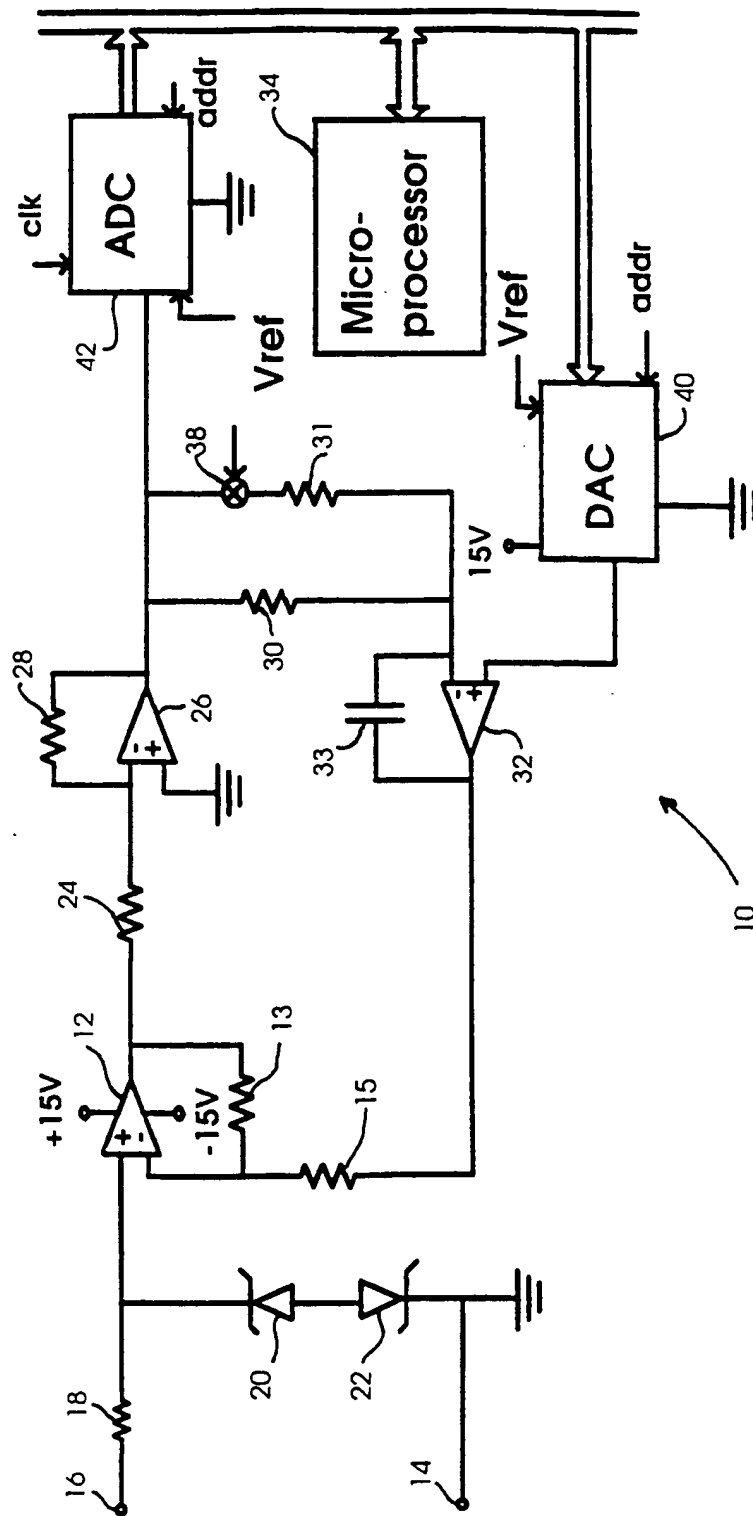 16
18
20
22
14
+15V
12
+
-
-15V
13
15
24
28
-
+
26
30
33
-
+
32
38
31
15V
42
clk
ADC
addr
Vref
34
Micro-
processor
Vref
DAC
addr
40
10